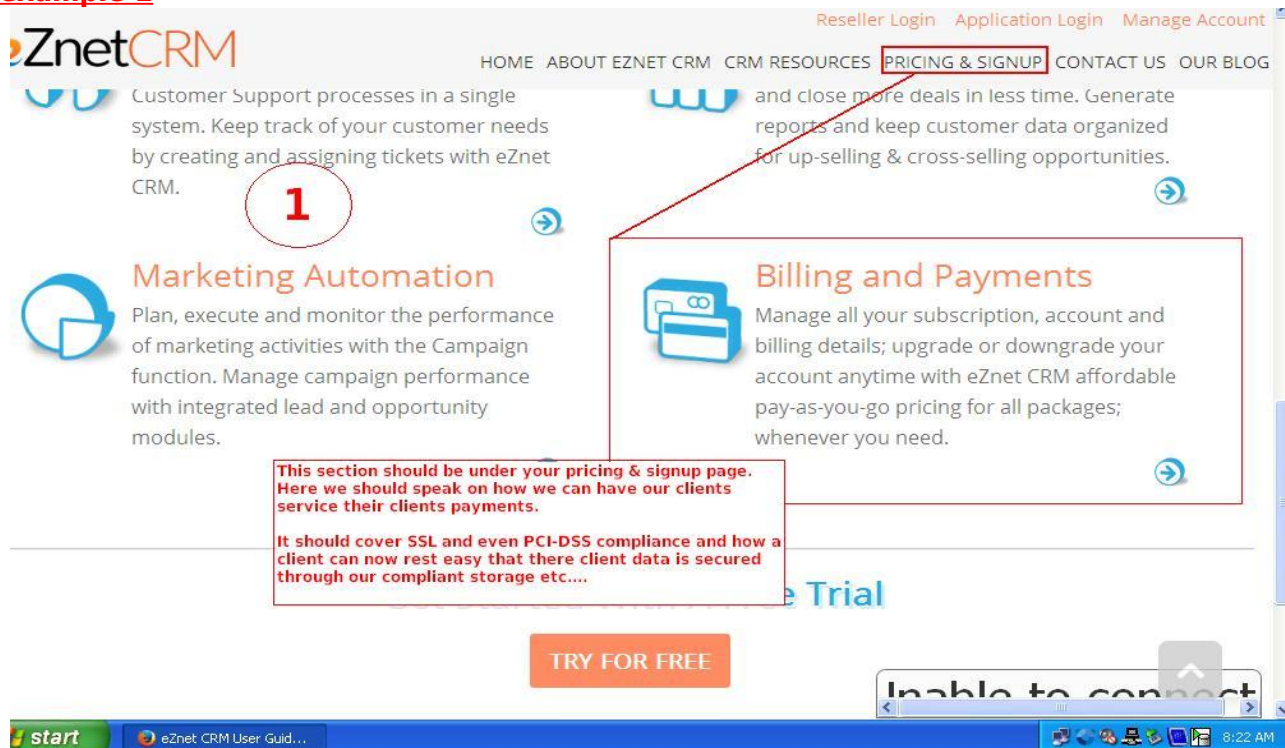 example 1
Reseller Login Application Login Manage Account
eZnetCRM
HOME ABOUT EZNET CRM CRM RESOURCES PRICING & SIGNUP CONTACT US OUR BLOG
Customer Support processes in a single
system. Keep track of your customer needs
by creating and assigning tickets with eZnet
CRM.
1
and close more deals in less time. Generate
reports and keep customer data organized
for up-selling & cross-selling opportunities.
Marketing Automation
Plan, execute and monitor the performance
of marketing activities with the Campaign
function. Manage campaign performance
with integrated lead and opportunity
modules.
Billing and Payments
Manage all your subscription, account and
billing details; upgrade or downgrade your
account anytime with eZnet CRM affordable
pay-as-you-go pricing for all packages;
whenever you need.
This section should be under your pricing & signup page.
Here we should speak on how we can have our clients
service their clients payments.
It should cover SSL and even PCI-DSS compliance and how a
client can now rest easy that there client data is secured
through our compliant storage etc....
Trial
TRY FOR FREE
Inable to connect
start
eZnet CRM User Guid...
8:22 AM